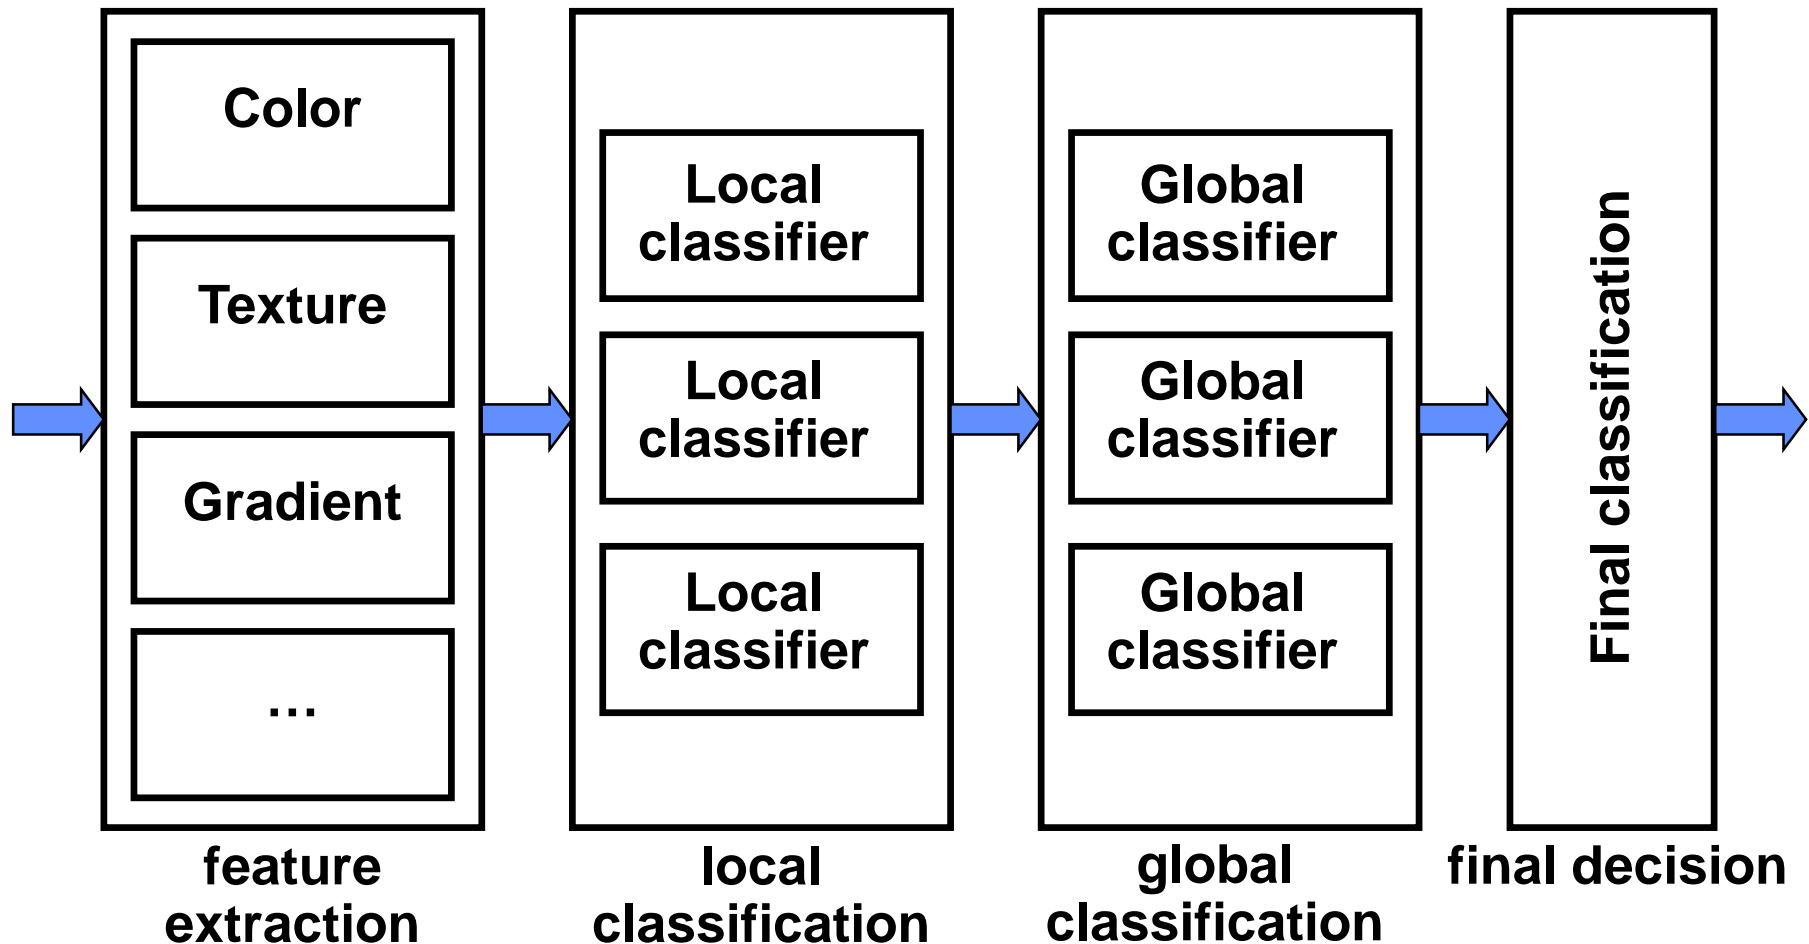 Color
Texture
Gradient
…
feature
extraction
Local
classifier
Local
classifier
Local
classifier
local
classification
Global
classifier
Global
classifier
Global
classifier
global
classification
Final classification
final decision